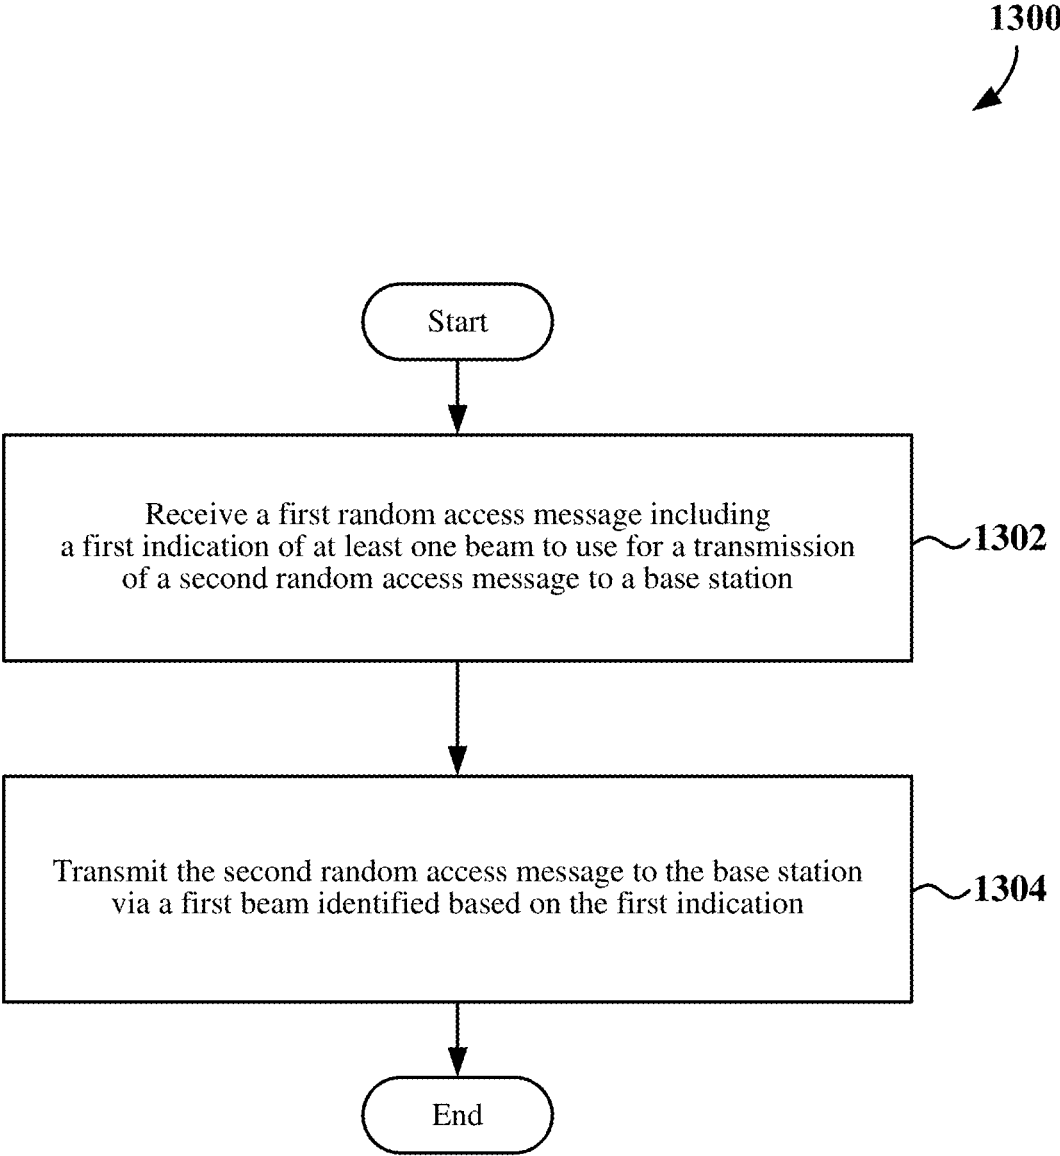 1300
Start
Receive a first random access message including
a first indication of at least one beam to use for a transmission
of a second random access message to a base station
1302
Transmit the second random access message to the base station
via a first beam identified based on the first indication
1304
End